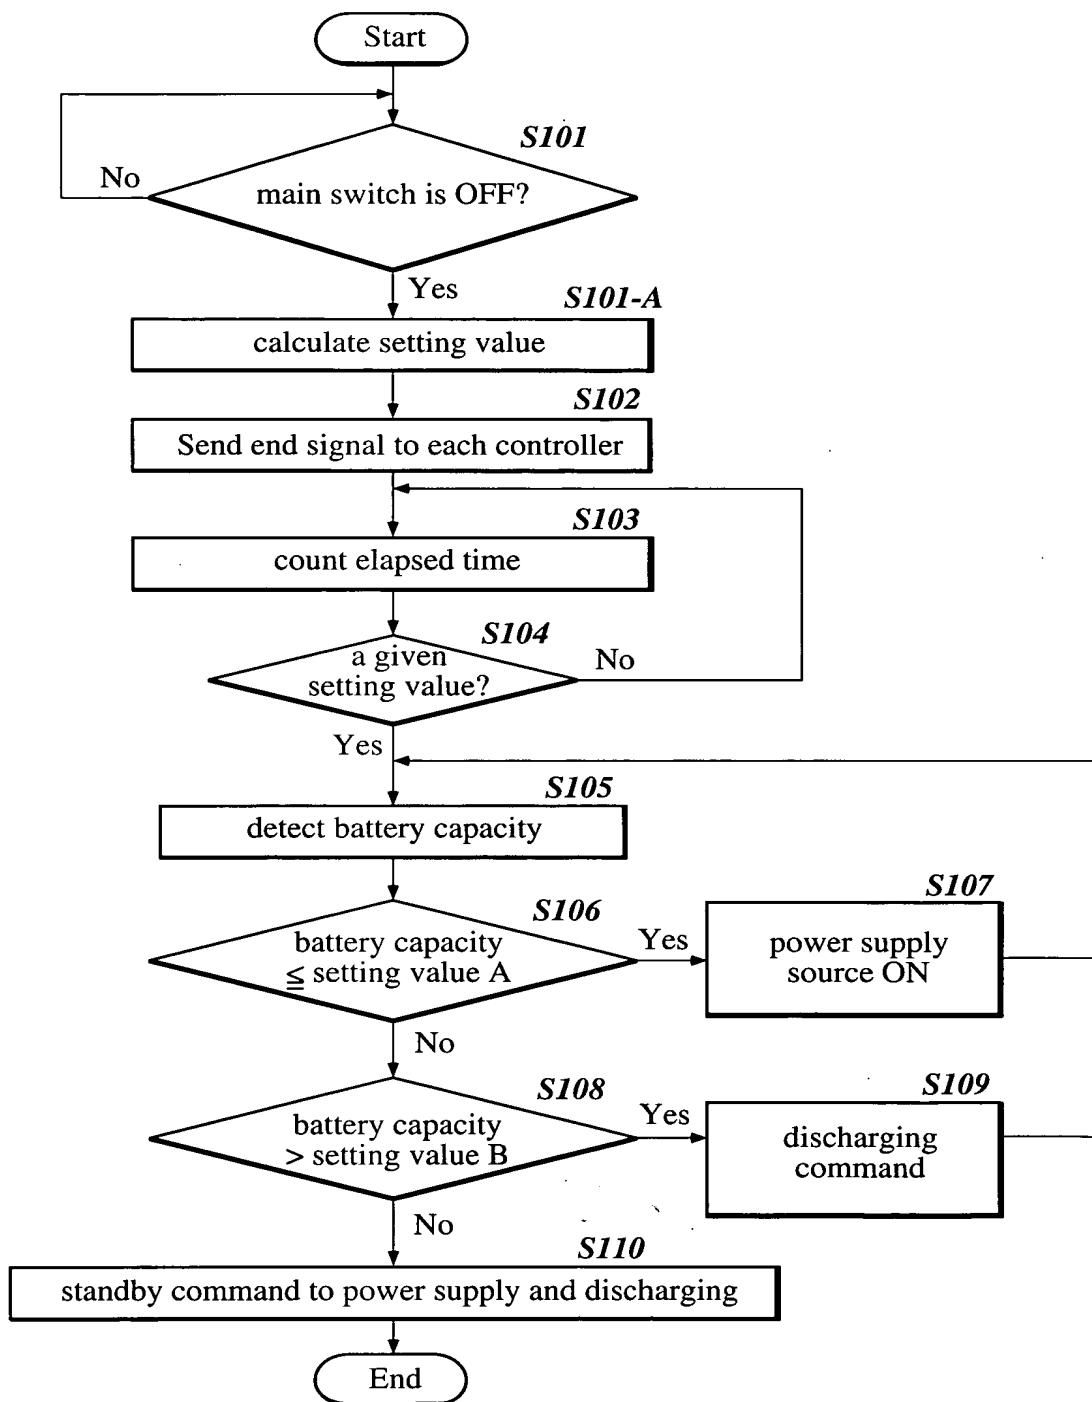 Start
S101
No
main switch is OFF?
Yes
S101-A
calculate setting value
S102
Send end signal to each controller
S103
count elapsed time
S104
a given
setting value?
No
Yes
S105
detect battery capacity
S106
battery capacity
≦ setting value A
Yes
S107
power supply
source ON
No
S108
battery capacity
> setting value B
Yes
S109
discharging
command
No
S110
standby command to power supply and discharging
End